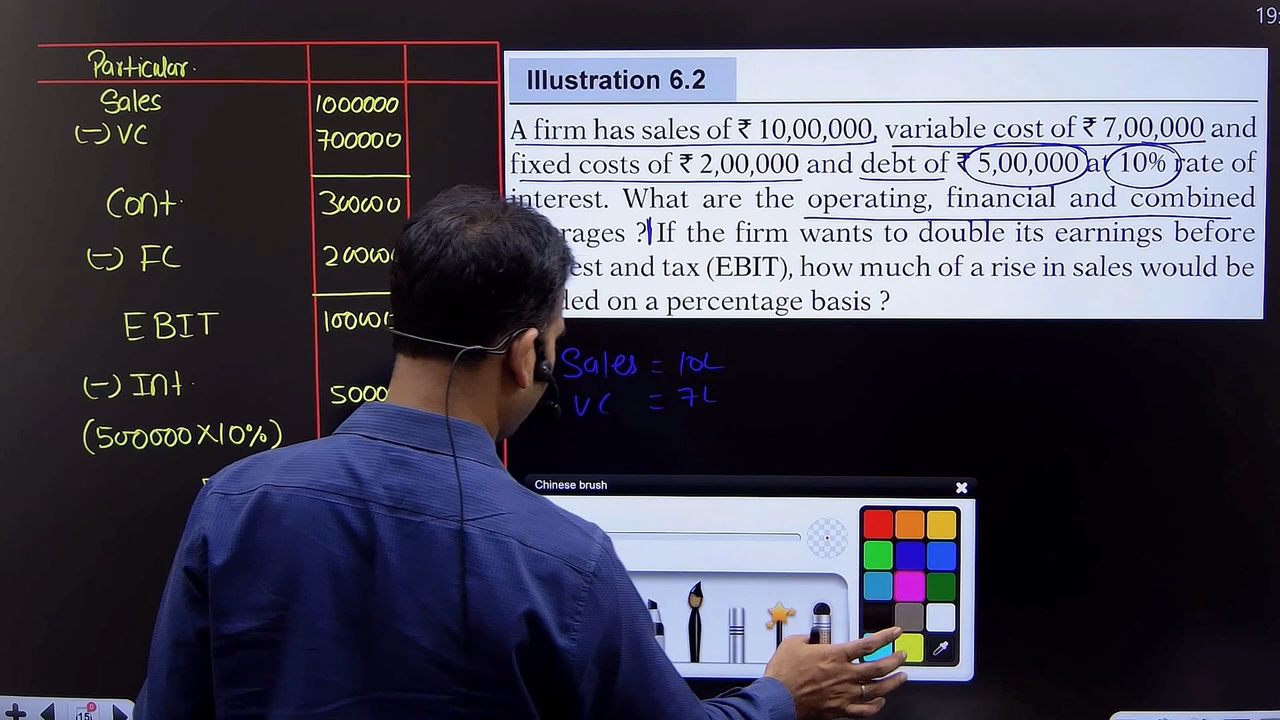 19
Particular.
Sales 1000000
(-) VC 700000
Cont. 300000
(-) FC
EBIT
(-) Int.
(500000×10%)
Illustration 6.2
A firm has sales of ₹ 10,00,000, variable cost of ₹ 7,00,000 and
fixed costs of ₹ 2,00,000 and debt of ₹ 5,00,000 at 10% rate of
interest. What are the operating, financial and combined
? If the firm wants to double its earnings before
and tax (EBIT), how much of a rise in sales would be
on a percentage basis ?
Sales = 10L
VC = 7L
Chinese brush
15